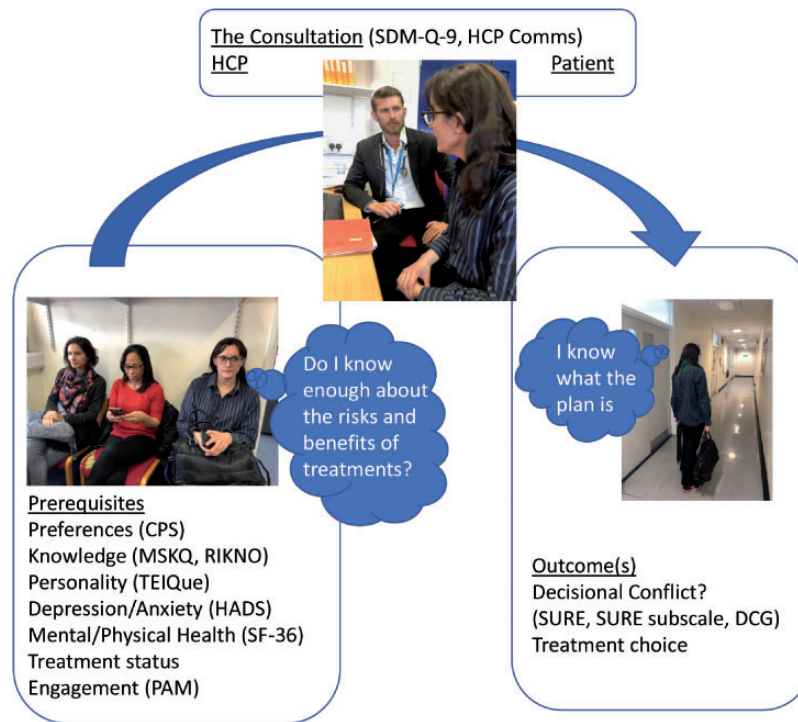 The Consultation (SDM-Q-9, HCP Comms)
HCP Patient
Do I know
enough about
the risks and
benefits of
treatments?
I know
what the
plan is
Prerequisites
Preferences (CPS)
Knowledge (MSKQ, RIKNO)
Personality (TEIQue)
Depression/Anxiety (HADS)
Mental/Physical Health (SF-36)
Treatment status
Engagement (PAM)
Outcome(s)
Decisional Conflict?
(SURE, SURE subscale, DCG)
Treatment choice